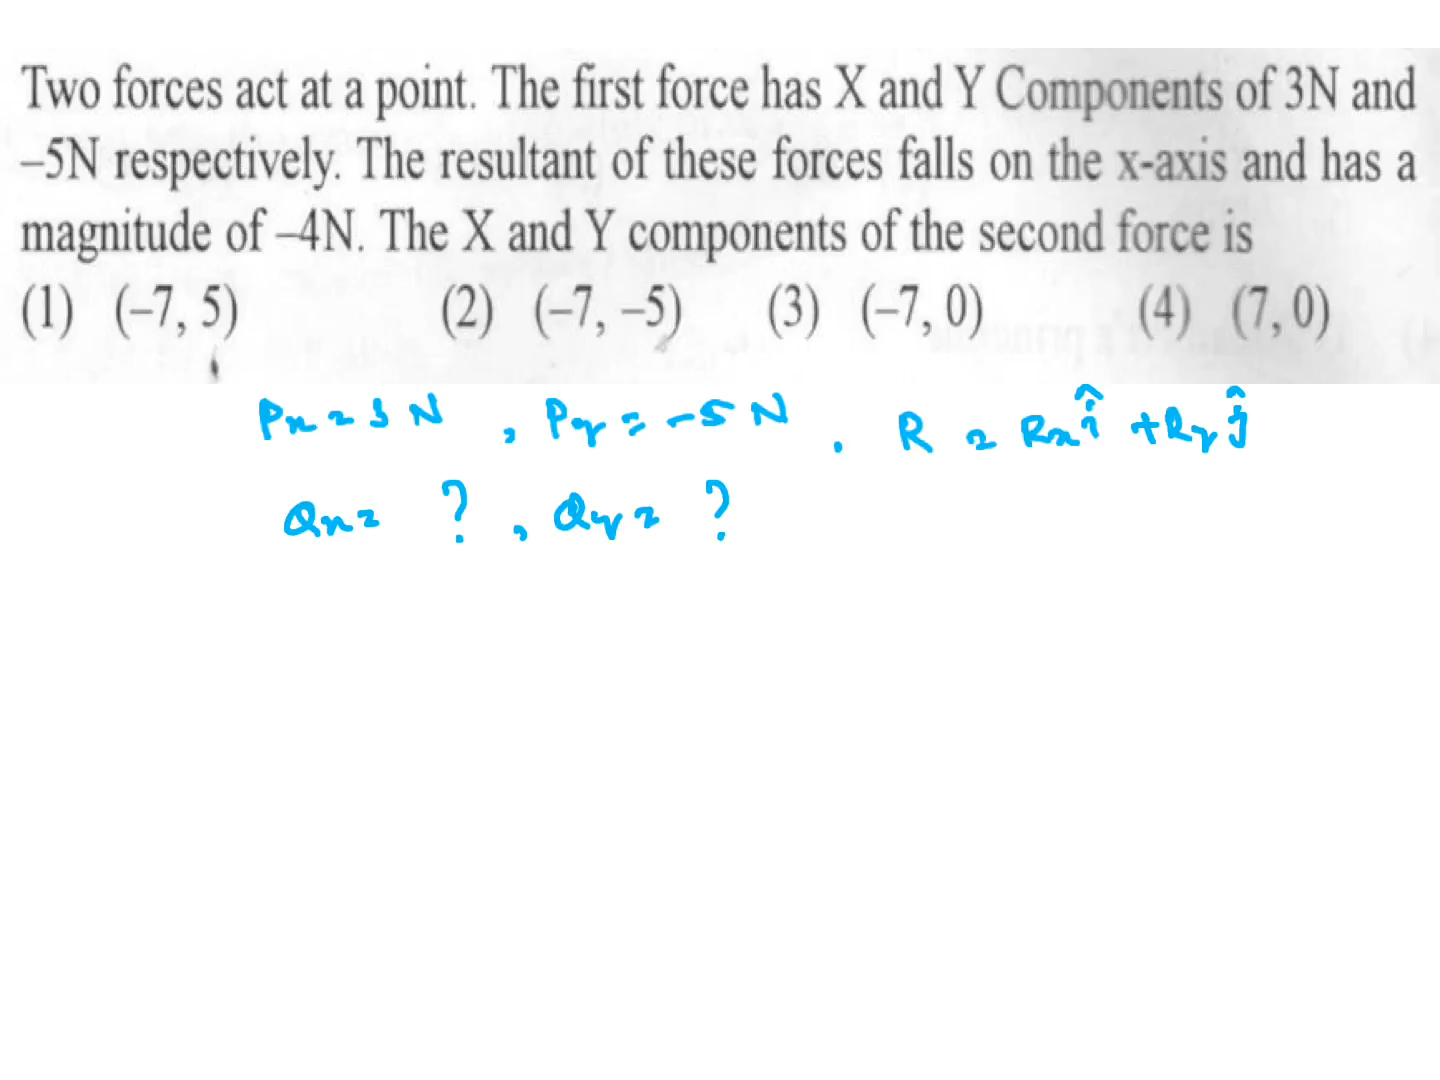 Two forces act at a point. The first force has X and Y Components of 3N and
–5N respectively. The resultant of these forces falls on the x-axis and has a
magnitude of –4N. The X and Y components of the second force is
(1) (–7, 5) (2) (–7, –5) (3) (–7, 0) (4) (7, 0)
Px = 3 N , Py = -5 N . R = Rx î + Ry ĵ
Qx = ? , Qy = ?